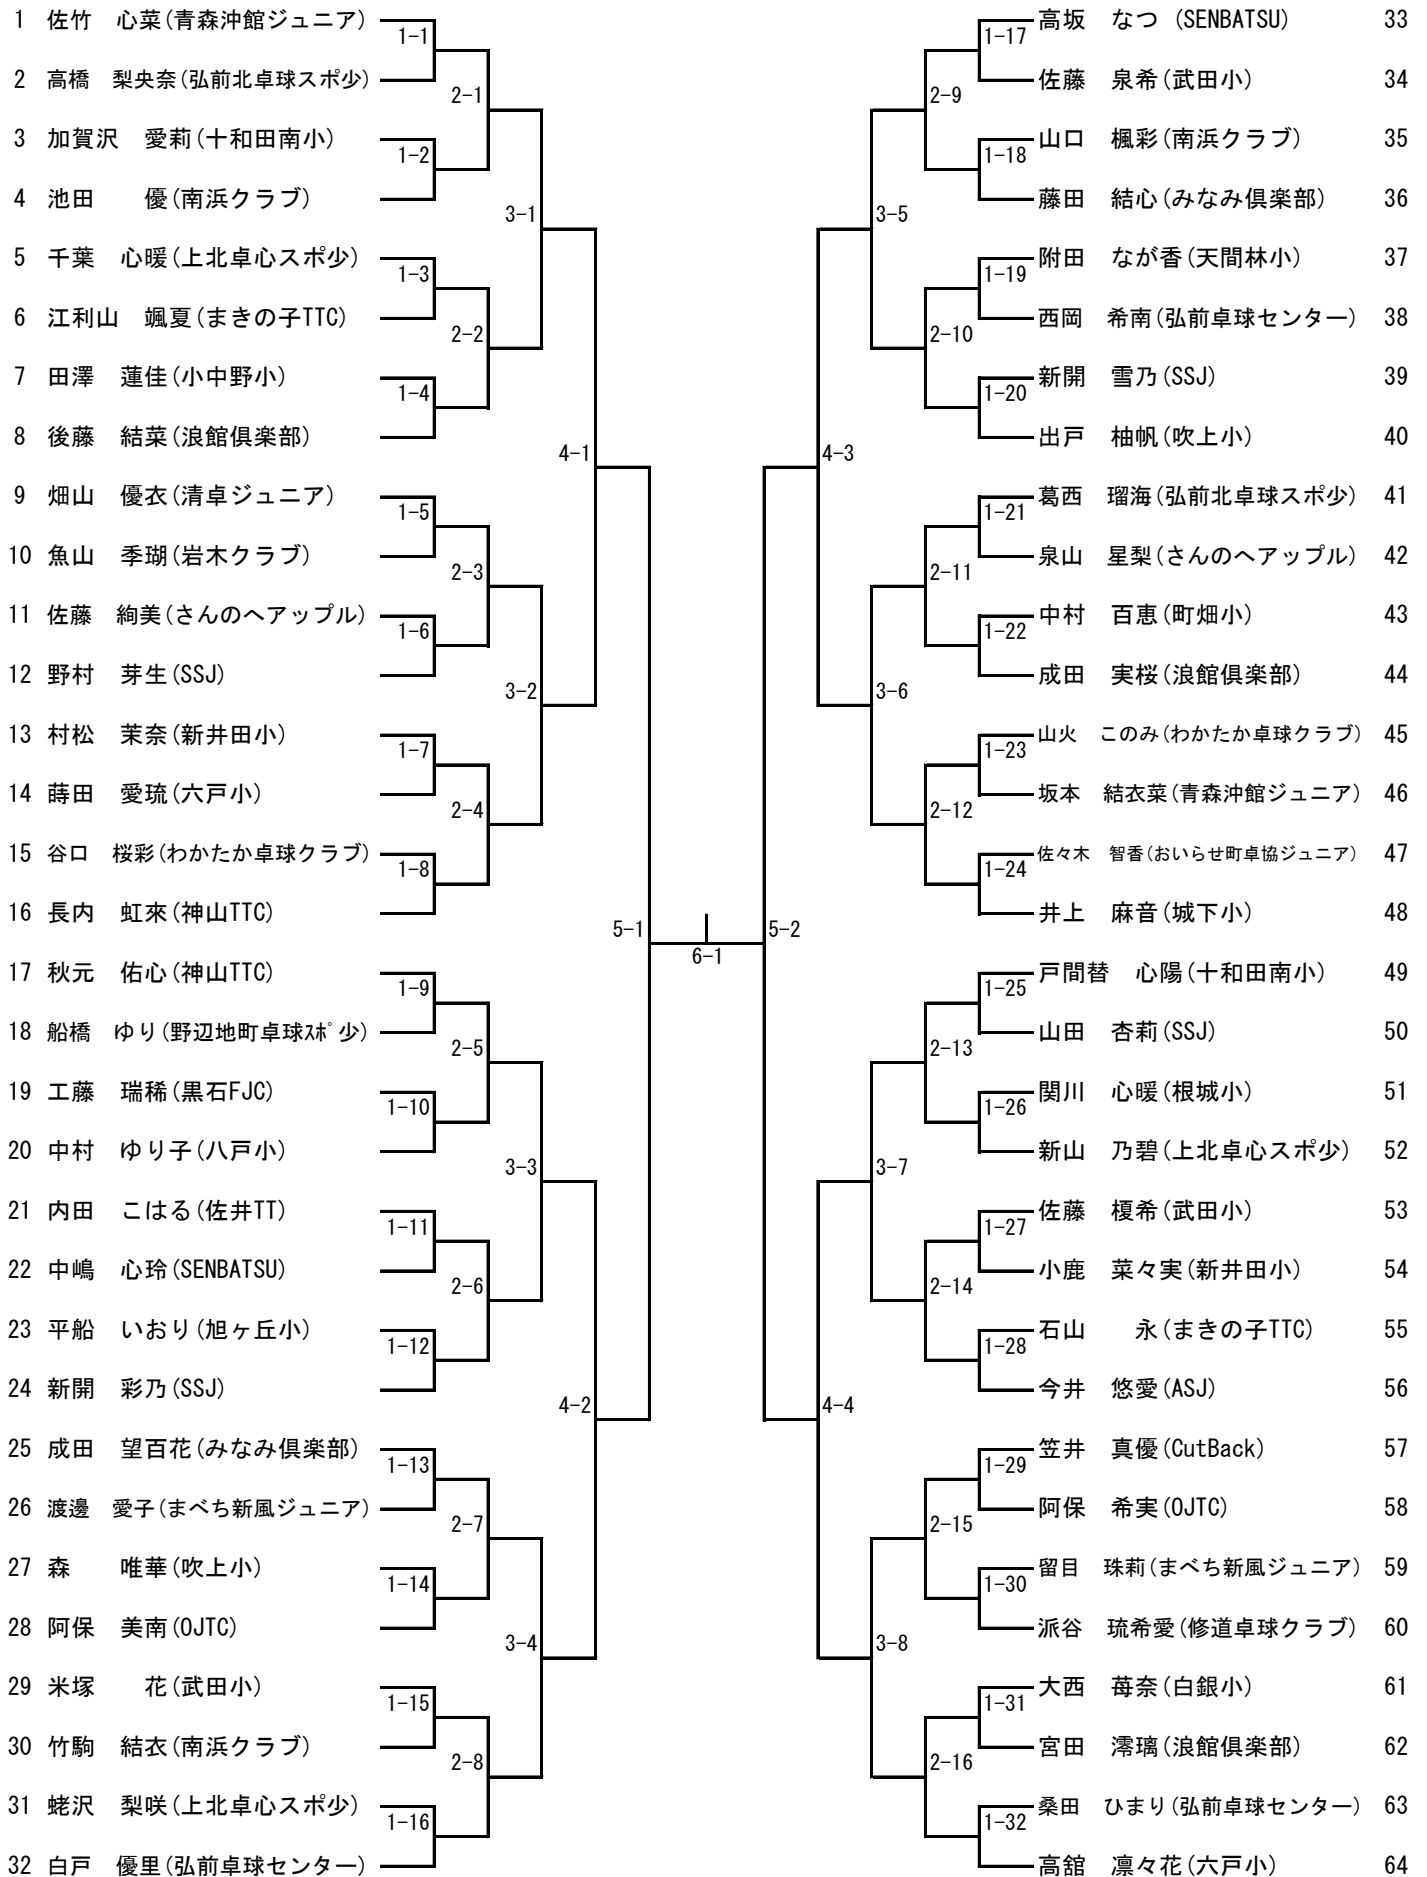 1 佐竹　心菜(青森沖館ジュニア)
1-1
2 高橋　梨央奈(弘前北卓球スポ少)
2-1
3 加賀沢　愛莉(十和田南小)
1-2
4 池田　　優(南浜クラブ)
3-1
5 千葉　心暖(上北卓心スポ少)
1-3
6 江利山　颯夏(まきの子TTC)
2-2
7 田澤　蓮佳(小中野小)
1-4
8 後藤　結菜(浪館倶楽部)
4-1
9 畑山　優衣(清卓ジュニア)
1-5
10 魚山　季瑚(岩木クラブ)
2-3
11 佐藤　絢美(さんのへアップル)
1-6
12 野村　芽生(SSJ)
3-2
13 村松　茉奈(新井田小)
1-7
14 蒔田　愛琉(六戸小)
2-4
15 谷口　桜彩(わかたか卓球クラブ)
1-8
16 長内　虹來(神山TTC)
5-1
17 秋元　佑心(神山TTC)
1-9
18 船橋　ゆり(野辺地町卓球ｽﾎﾟ少)
2-5
19 工藤　瑞稀(黒石FJC)
1-10
20 中村　ゆり子(八戸小)
3-3
21 内田　こはる(佐井TT)
1-11
22 中嶋　心玲(SENBATSU)
2-6
23 平船　いおり(旭ヶ丘小)
1-12
24 新開　彩乃(SSJ)
4-2
25 成田　望百花(みなみ倶楽部)
1-13
26 渡邊　愛子(まべち新風ジュニア)
2-7
27 森　　唯華(吹上小)
1-14
28 阿保　美南(OJTC)
3-4
29 米塚　　花(武田小)
1-15
30 竹駒　結衣(南浜クラブ)
2-8
31 蛯沢　梨咲(上北卓心スポ少)
1-16
32 白戸　優里(弘前卓球センター)
6-1
高坂　なつ (SENBATSU) 33
1-17
佐藤　泉希(武田小) 34
2-9
山口　楓彩(南浜クラブ) 35
1-18
藤田　結心(みなみ倶楽部) 36
3-5
附田　なが香(天間林小) 37
1-19
西岡　希南(弘前卓球センター) 38
2-10
新開　雪乃(SSJ) 39
1-20
出戸　柚帆(吹上小) 40
4-3
葛西　瑠海(弘前北卓球スポ少) 41
1-21
泉山　星梨(さんのへアップル) 42
2-11
中村　百恵(町畑小) 43
1-22
成田　実桜(浪館倶楽部) 44
3-6
山火　このみ(わかたか卓球クラブ) 45
1-23
坂本　結衣菜(青森沖館ジュニア) 46
2-12
佐々木　智香(おいらせ町卓協ジュニア) 47
1-24
井上　麻音(城下小) 48
5-2
戸間替　心陽(十和田南小) 49
1-25
山田　杏莉(SSJ) 50
2-13
関川　心暖(根城小) 51
1-26
新山　乃碧(上北卓心スポ少) 52
3-7
佐藤　榎希(武田小) 53
1-27
小鹿　菜々実(新井田小) 54
2-14
石山　　永(まきの子TTC) 55
1-28
今井　悠愛(ASJ) 56
4-4
笠井　真優(CutBack) 57
1-29
阿保　希実(OJTC) 58
2-15
留目　珠莉(まべち新風ジュニア) 59
1-30
派谷　琉希愛(修道卓球クラブ) 60
3-8
大西　苺奈(白銀小) 61
1-31
宮田　澪璃(浪館倶楽部) 62
2-16
桑田　ひまり(弘前卓球センター) 63
1-32
高舘　凛々花(六戸小) 64